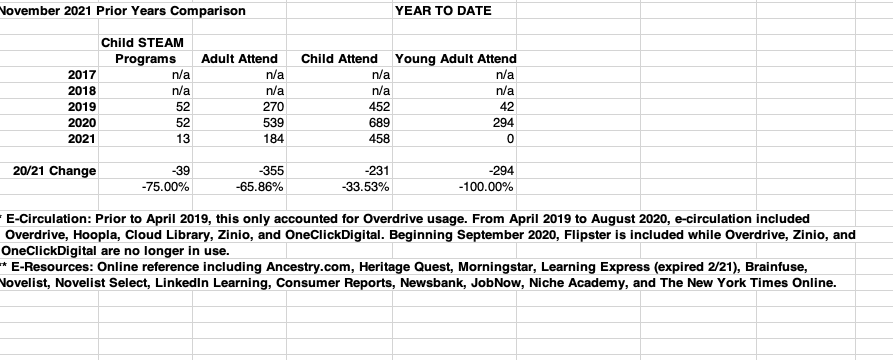 November 2021 Prior Years Comparison YEAR TO DATE
Child STEAM
Programs Adult Attend Child Attend Young Adult Attend
2017 n/a n/a n/a n/a
2018 n/a n/a n/a n/a
2019 52 270 452 42
2020 52 539 689 294
2021 13 184 458 0
20/21 Change -39 -355 -231 -294
-75.00% -65.86% -33.53% -100.00%
* E-Circulation: Prior to April 2019, this only accounted for Overdrive usage. From April 2019 to August 2020, e-circulation included
Overdrive, Hoopla, Cloud Library, Zinio, and OneClickDigital. Beginning September 2020, Flipster is included while Overdrive, Zinio, and
OneClickDigital are no longer in use.
** E-Resources: Online reference including Ancestry.com, Heritage Quest, Morningstar, Learning Express (expired 2/21), Brainfuse,
Novelist, Novelist Select, LinkedIn Learning, Consumer Reports, Newsbank, JobNow, Niche Academy, and The New York Times Online.